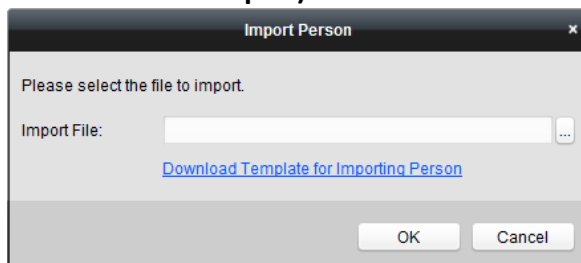 Import Person ×
Please select the file to import.
Import File: ...
Download Template for Importing Person
OK Cancel